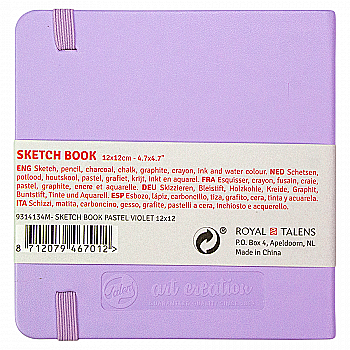 SKETCH BOOK 12x12cm - 4,7x4.7"
ENG Sketch, pencil, charcoal, chalk, graphite, crayon, ink and water colour. NED Schetsen,
potlood, houtskool, pastel, grafiet, krijt, inkt en aquarel. FRA Esquisser, crayon, fusain, craie,
pastel, graphite, encre et aquarelle. DEU Skizzieren, Bleistift, Holzkohle, Kreide, Graphit,
Buntstift, Tinte und Aquarell. ESP Esbozo, lápiz, carboncillo, tiza, grafito, cera, tinta y acuarela.
ITA Schizzi, matita, carboncino, gesso, grafite, pastelli a cera, inchiosto e acquerello.
9314134M- SKETCH BOOK PASTEL VIOLET 12x12
8 712079 467012 >
ROYAL TALENS
P.O. Box 4, Apeldoorn, NL
Made in China
Talens art creation